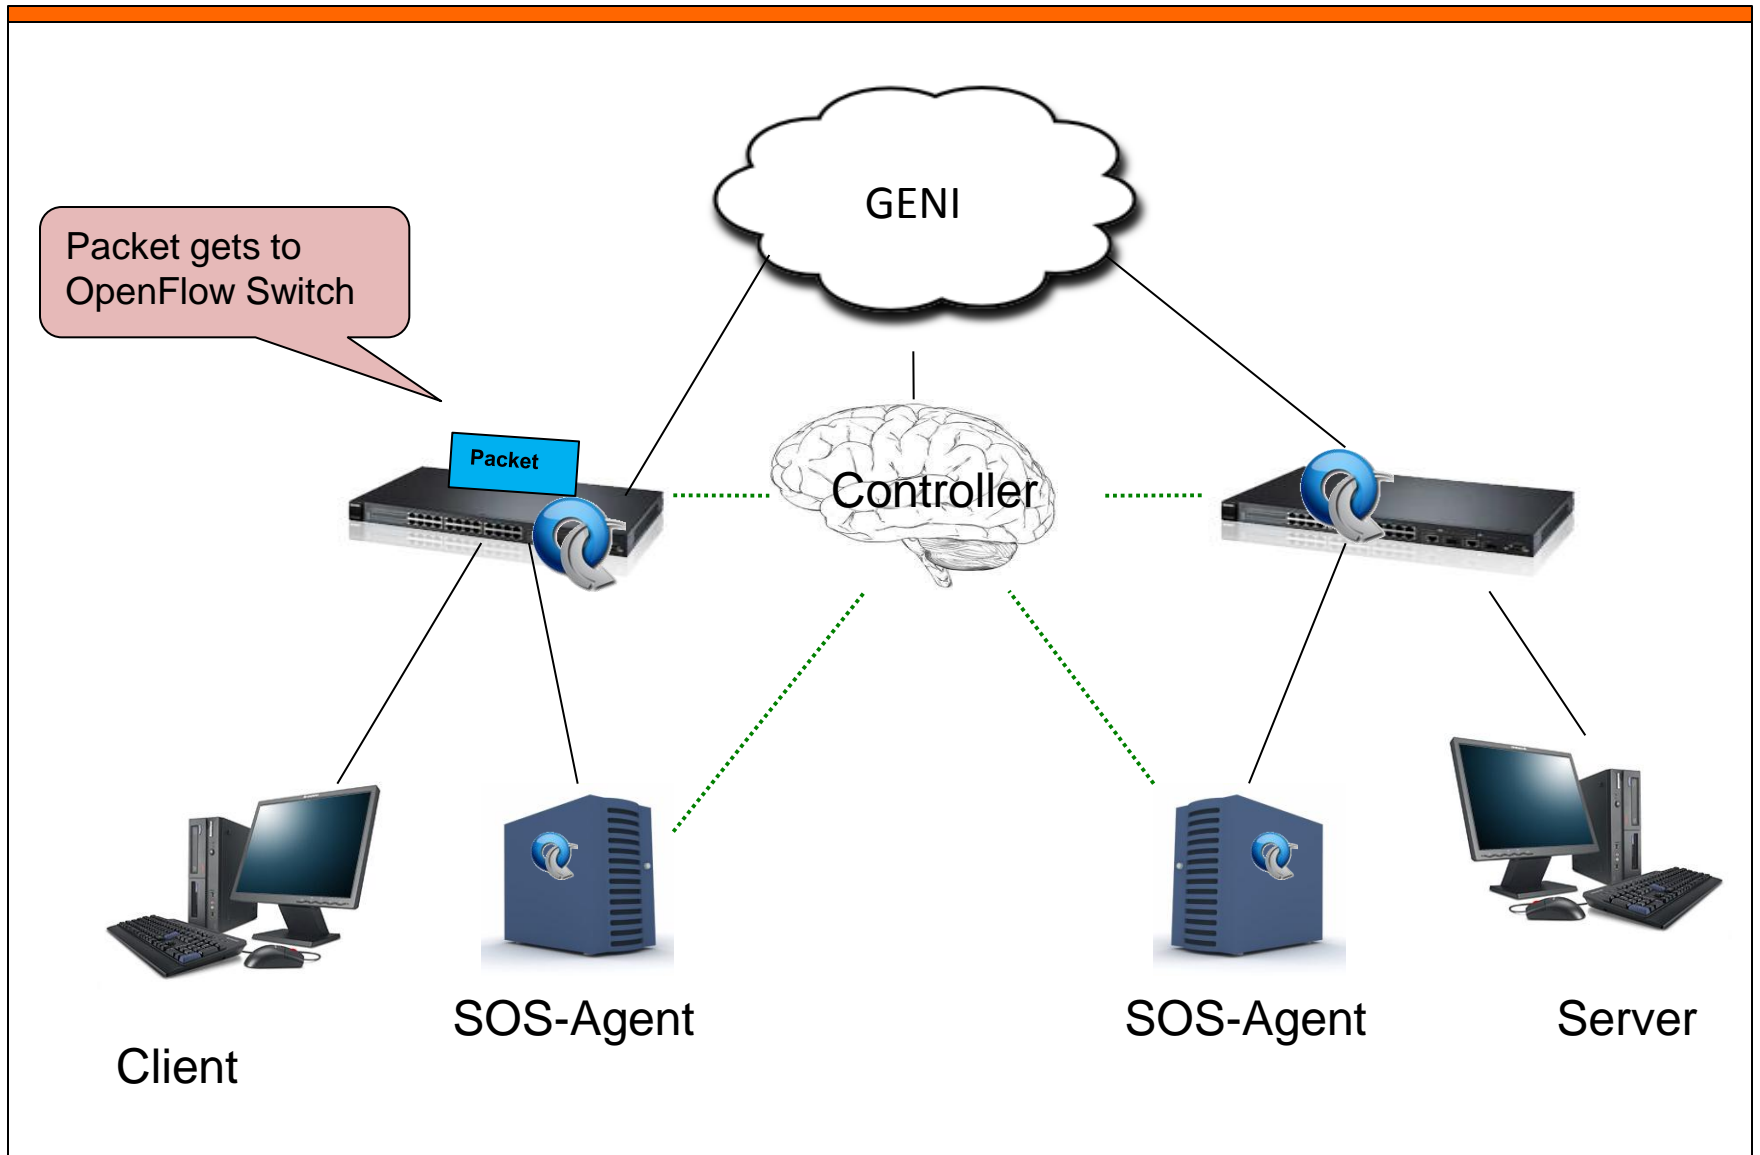 GENI
Packet gets to
OpenFlow Switch
Packet
Controller
SOS-Agent
SOS-Agent
Server
Client